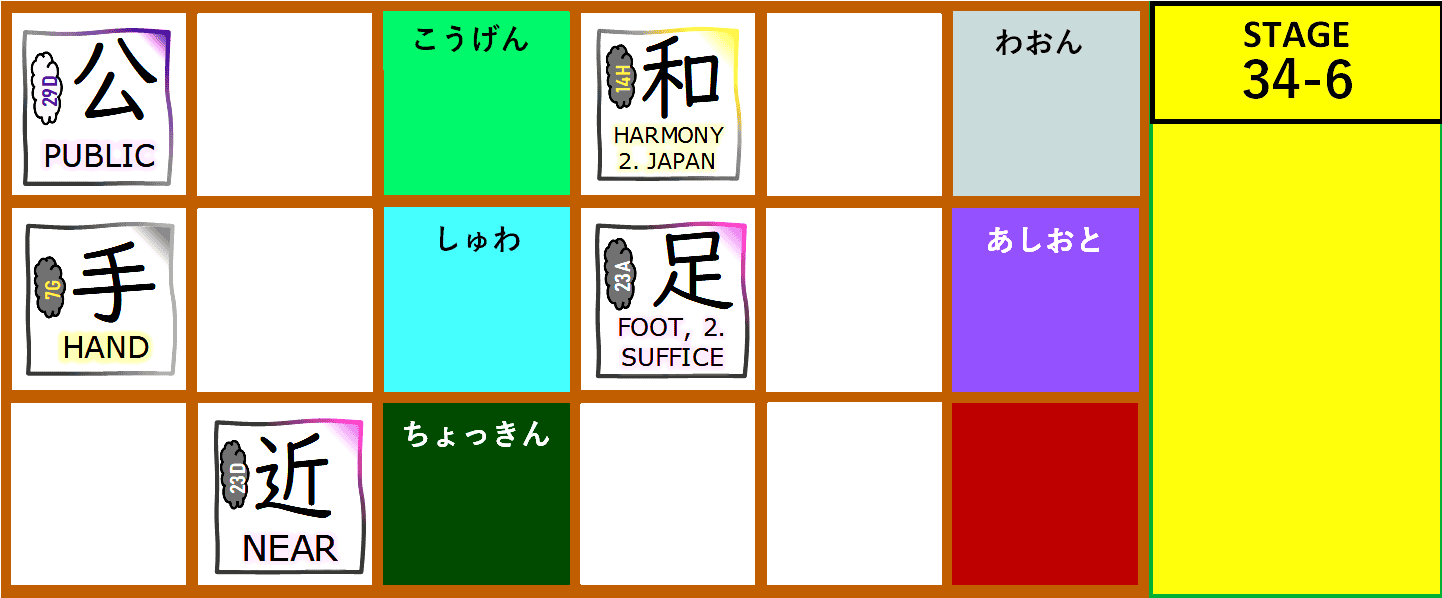 29D
公
PUBLIC
こうげん
14H
和
HARMONY
2. JAPAN
わおん
STAGE
34-6
7G
手
HAND
しゅわ
23A
足
FOOT, 2.
SUFFICE
あしおと
23D
近
NEAR
ちょっきん